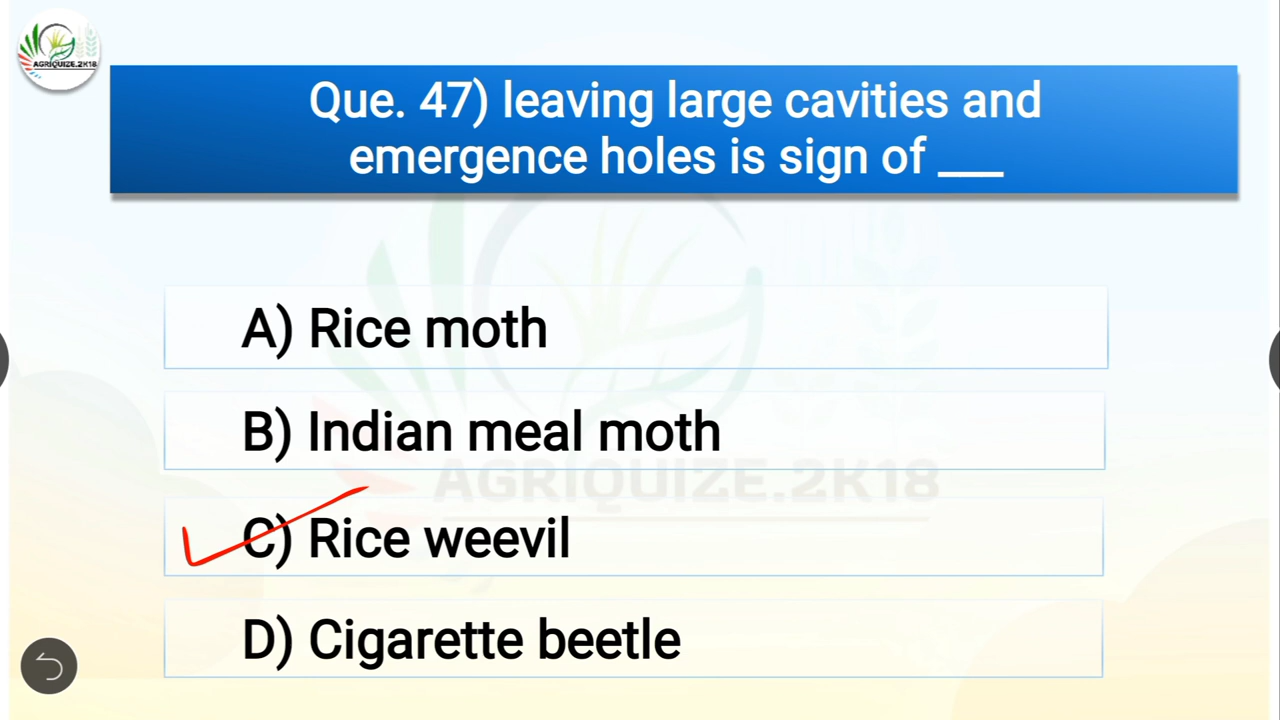 AGRIQUIZE.2K18
Que. 47) leaving large cavities and
emergence holes is sign of ___
A) Rice moth
B) Indian meal moth
AGRIQUIZE.2K18
C) Rice weevil
D) Cigarette beetle